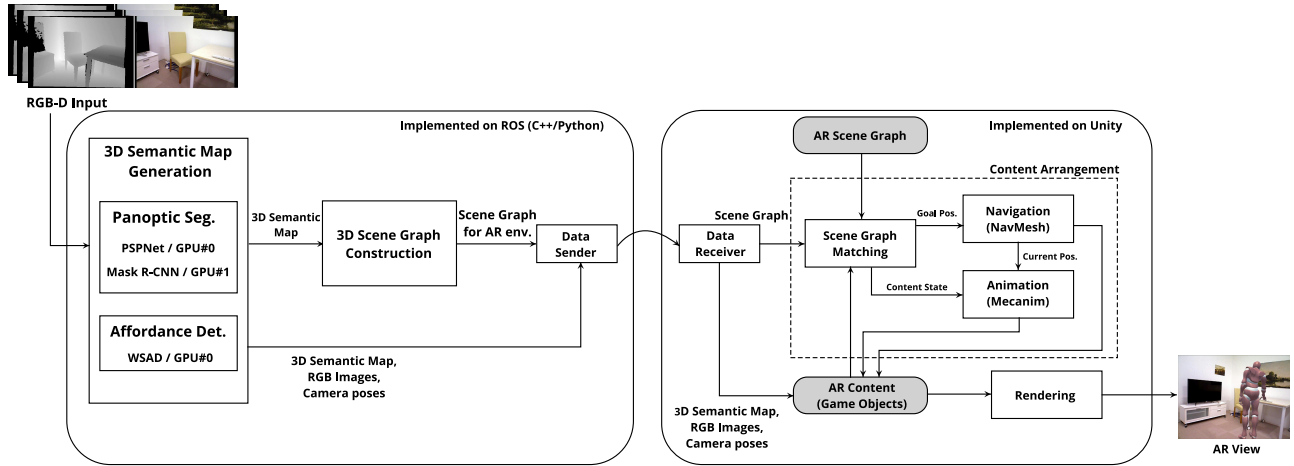 RGB-D Input
Implemented on ROS (C++/Python)
3D Semantic Map
Generation
Panoptic Seg.
PSPNet / GPU#0
Mask R-CNN / GPU#1
Affordance Det.
WSAD / GPU#0
3D Semantic
Map
3D Scene Graph
Construction
Scene Graph
for AR env.
Data
Sender
3D Semantic Map,
RGB Images,
Camera poses
Implemented on Unity
AR Scene Graph
Content Arrangement
Scene Graph
Data
Receiver
Scene Graph
Matching
Goal Pos.
Navigation
(NavMesh)
Current Pos.
Content State
Animation
(Mecanim)
3D Semantic Map,
RGB Images,
Camera poses
AR Content
(Game Objects)
Rendering
AR View